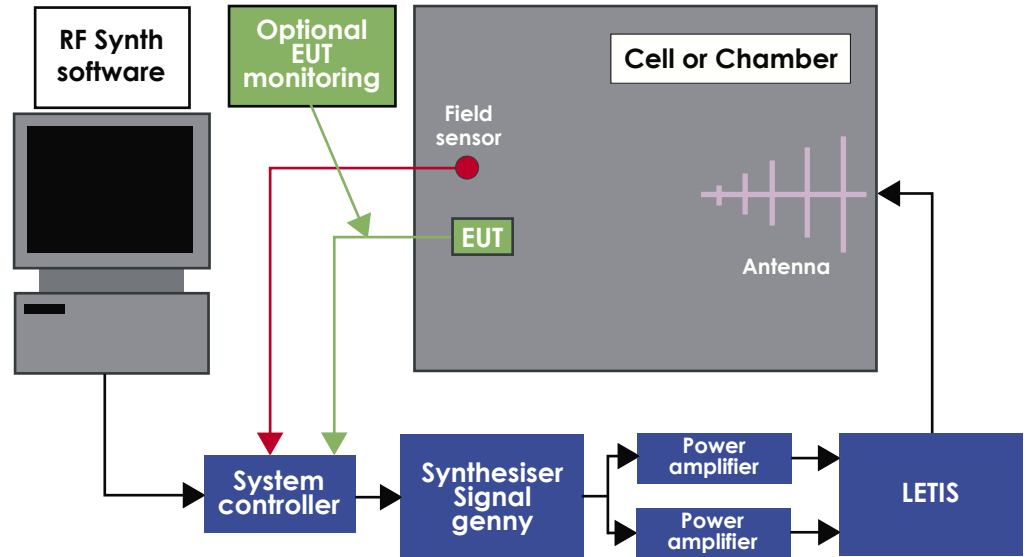 RF Synth
software
Optional
EUT
monitoring
Cell or Chamber
Field
sensor
EUT
Antenna
System
controller
Synthesiser
Signal
genny
Power
amplifier
Power
amplifier
LETIS